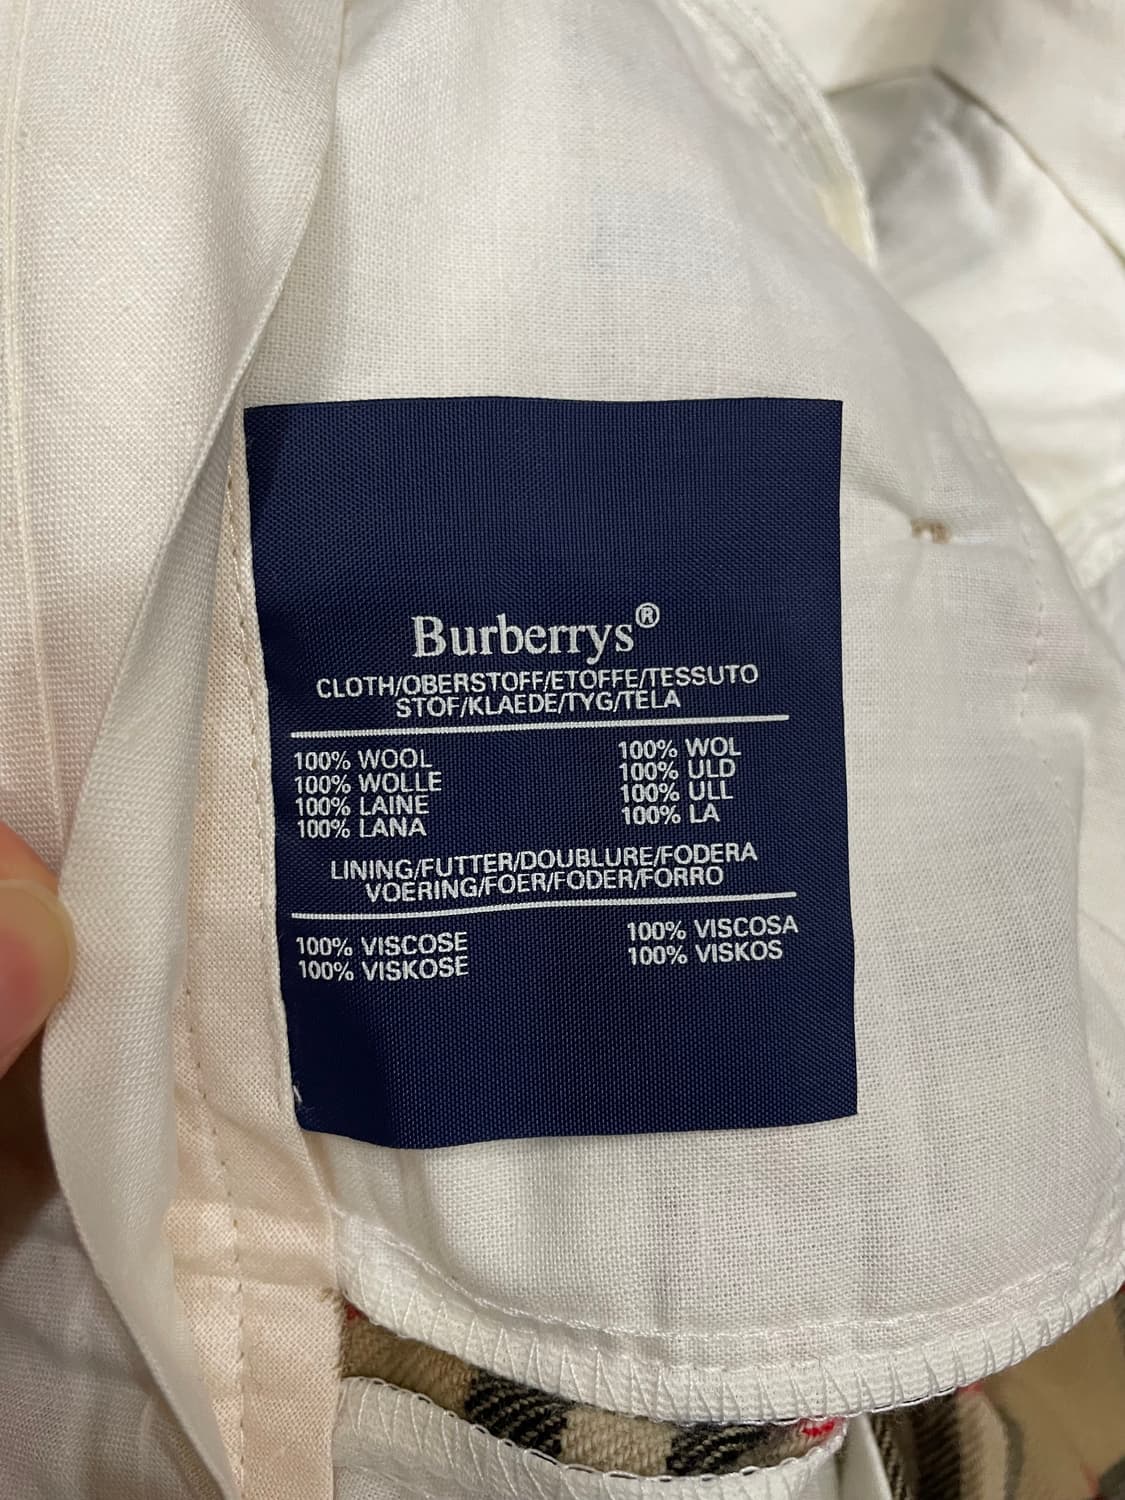 Burberrys®
CLOTH/OBERSTOFF/ETOFFE/TESSUTO
STOF/KLAEDE/TYG/TELA
100% WOOL
100% WOLLE
100% LAINE
100% LANA
100% WOL
100% ULD
100% ULL
100% LA
LINING/FUTTER/DOUBLURE/FODERA
VOERING/FOER/FODER/FORRO
100% VISCOSE
100% VISKOSE
100% VISCOSA
100% VISKOS